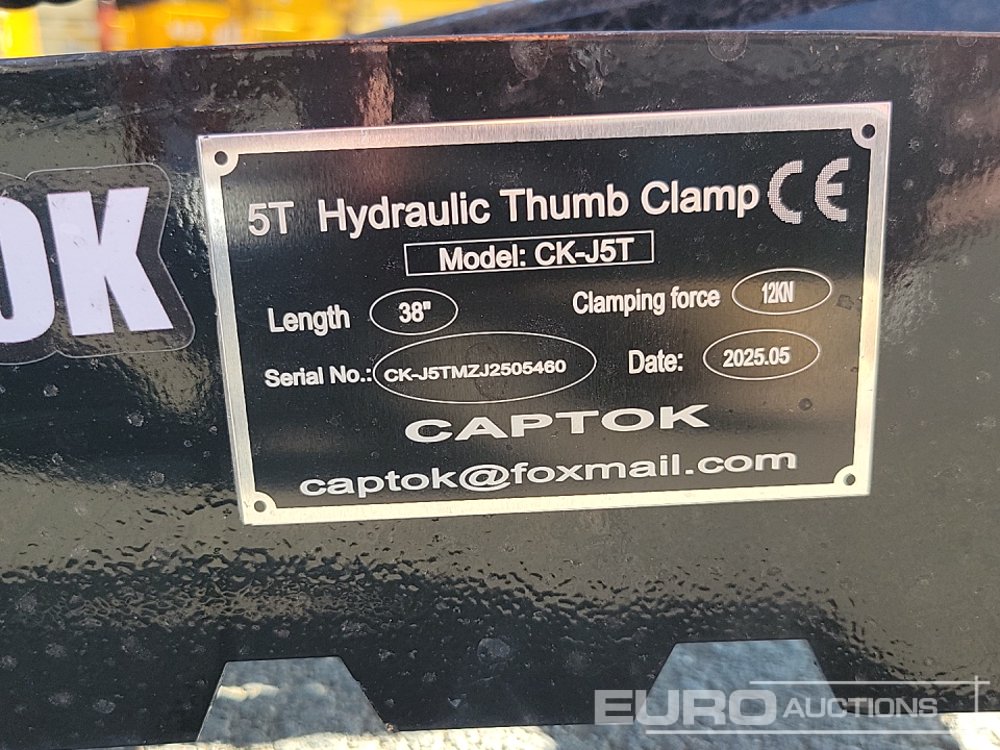 OK
5T Hydraulic Thumb Clamp CE
Model: CK-J5T
Length 38" Clamping force 12KN
Serial No.: CK-J5TMZJ2505460 Date: 2025.05
CAPTOK
captok@foxmail.com
EURO AUCTIONS